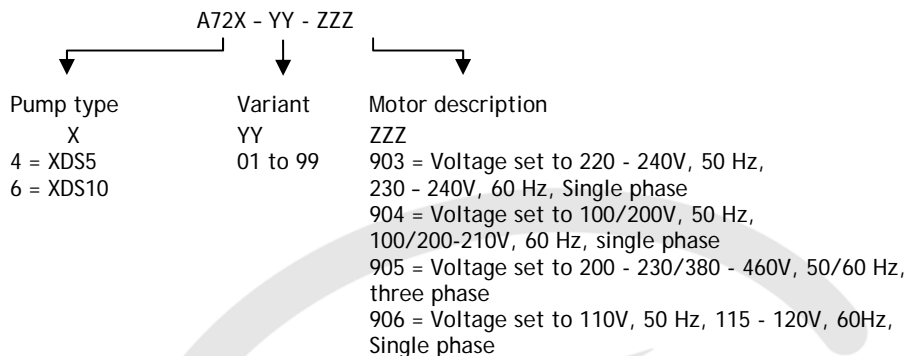 A72X – YY - ZZZ
Pump type Variant Motor description
X YY ZZZ
4 = XDS5 01 to 99 903 = Voltage set to 220 - 240V, 50 Hz,
6 = XDS10 230 – 240V, 60 Hz, Single phase
904 = Voltage set to 100/200V, 50 Hz,
100/200-210V, 60 Hz, single phase
905 = Voltage set to 200 - 230/380 - 460V, 50/60 Hz,
three phase
906 = Voltage set to 110V, 50 Hz, 115 - 120V, 60Hz,
Single phase